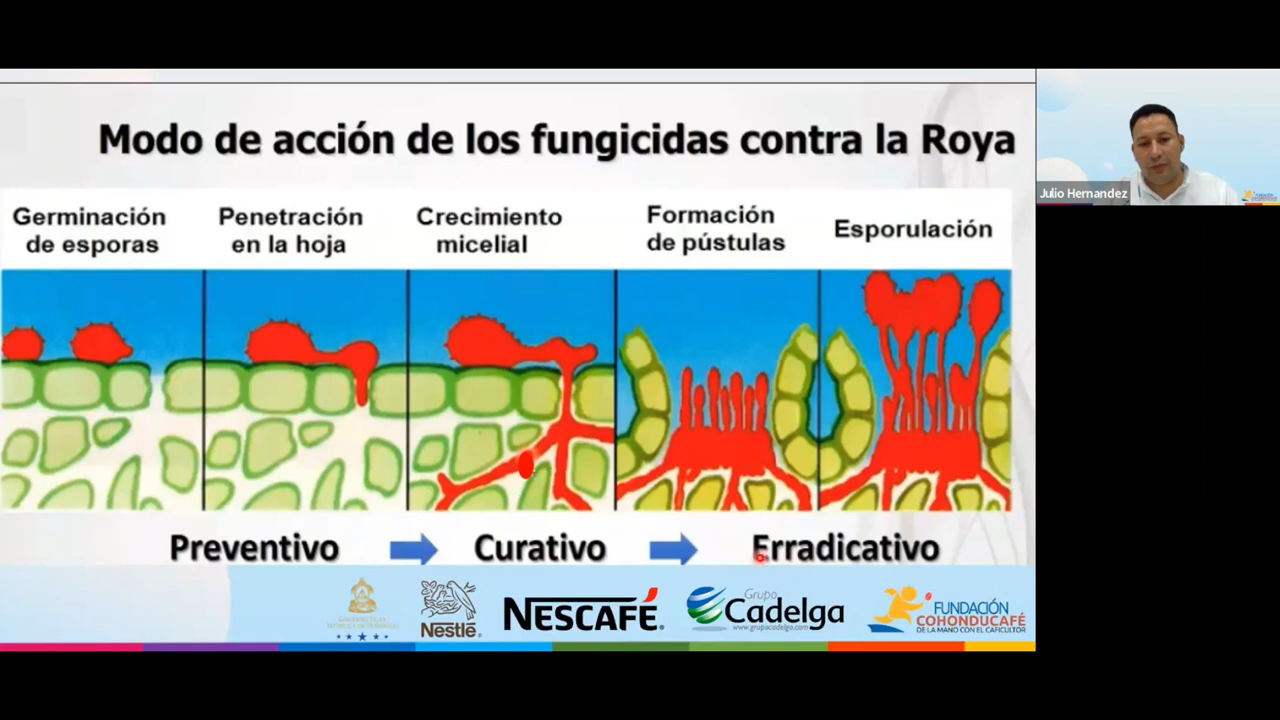 Modo de acción de los fungicidas contra la Roya
Germinación
de esporas
Penetración
en la hoja
Crecimiento
micelial
Formación
de pústulas
Esporulación
Preventivo
Curativo
Erradicativo
Nestlé
NESCAFÉ
Grupo
Cadelga
www.grupocadelga.com
FUNDACIÓN
COHONDUCAFÉ
DE LA MANO CON EL CAFICULTOR
Julio Hernandez